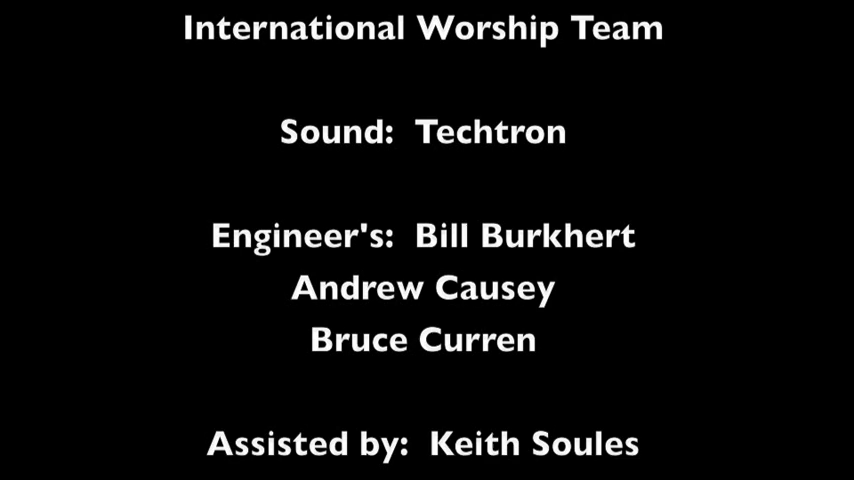 International Worship Team
Sound: Techtron
Engineer's: Bill Burkhert
Andrew Causey
Bruce Curren
Assisted by: Keith Soules